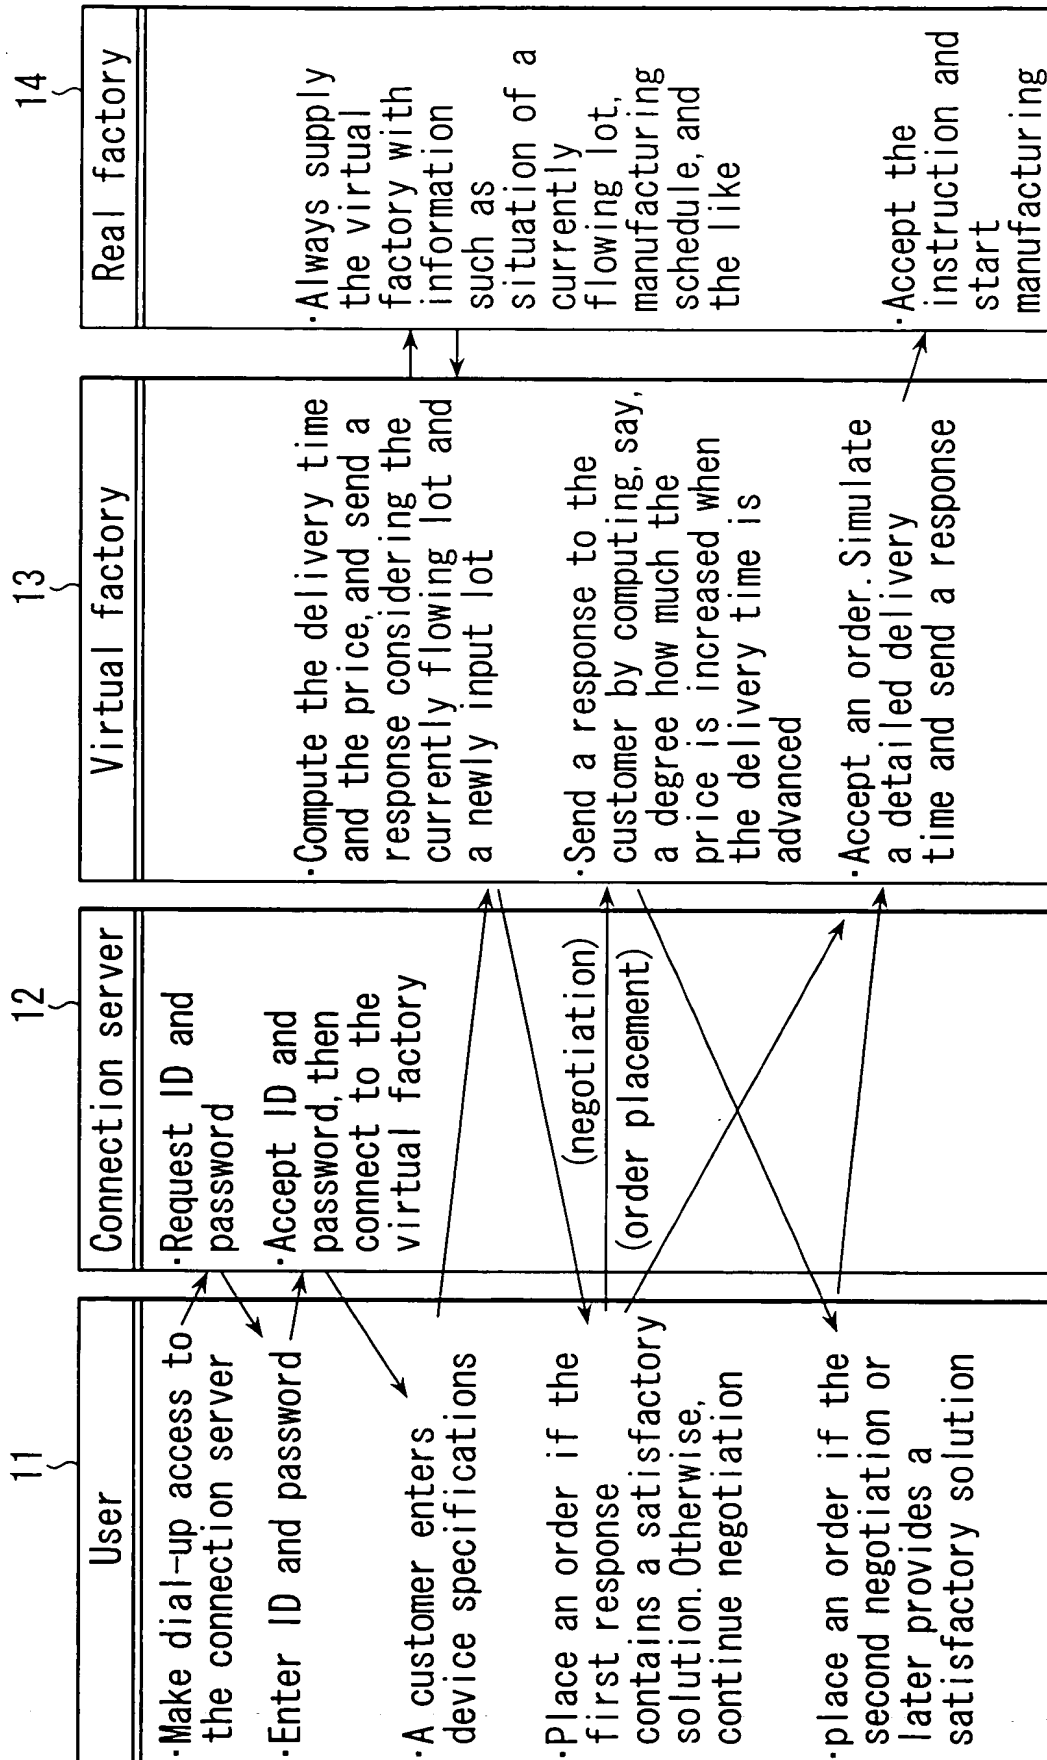 11
User
·Make dial-up access to
the connection server
·Enter ID and password
·A customer enters
device specifications
·Place an order if the
first response
contains a satisfactory
solution. Otherwise,
continue negotiation
·place an order if the
second negotiation or
later provides a
satisfactory solution
12
Connection server
·Request ID and
password
·Accept ID and
password, then
connect to the
virtual factory
(negotiation)
(order placement)
13
Virtual factory
·Compute the delivery time
and the price, and send a
response considering the
currently flowing lot and
a newly input lot
·Send a response to the
customer by computing, say,
a degree how much the
price is increased when
the delivery time is
advanced
·Accept an order. Simulate
a detailed delivery
time and send a response
14
Real factory
·Always supply
the virtual
factory with
information
such as
situation of a
currently
flowing lot,
manufacturing
schedule, and
the like
·Accept the
instruction and
start
manufacturing